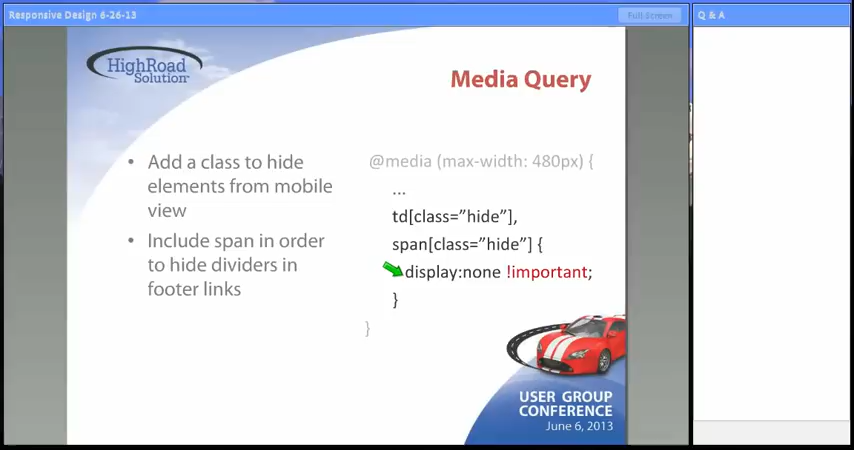 Responsive Design 6-26-13
Full Screen
Q & A
HighRoad
Solution
Media Query
• Add a class to hide
elements from mobile
view
• Include span in order
to hide dividers in
footer links
@media (max-width: 480px) {
...
td[class=”hide”],
span[class=”hide”] {
display:none !important;
}
}
USER GROUP
CONFERENCE
June 6, 2013